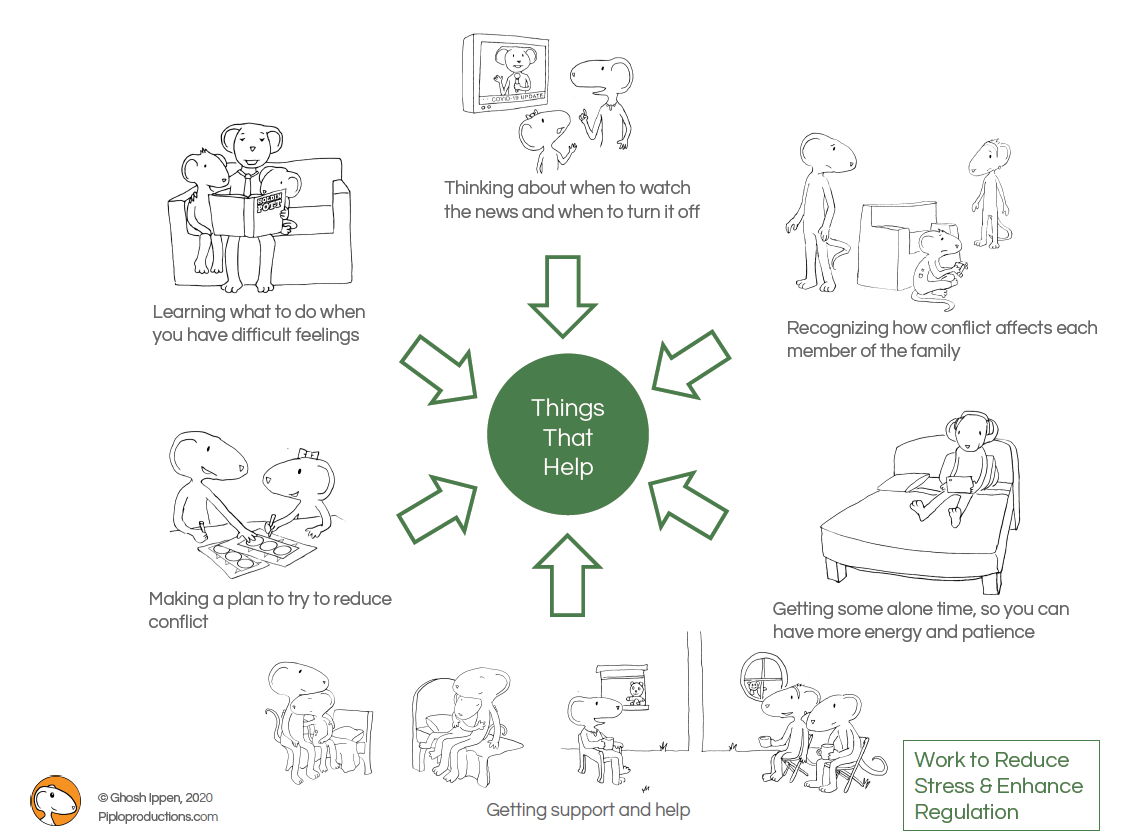 COVID-19 UPDATE
Thinking about when to watch
the news and when to turn it off
Learning what to do when
you have difficult feelings
Recognizing how conflict affects each
member of the family
Things
That
Help
Making a plan to try to reduce
conflict
Getting some alone time, so you can
have more energy and patience
Getting support and help
Work to Reduce
Stress & Enhance
Regulation
© Ghosh Ippen, 2020
Piploproductions.com